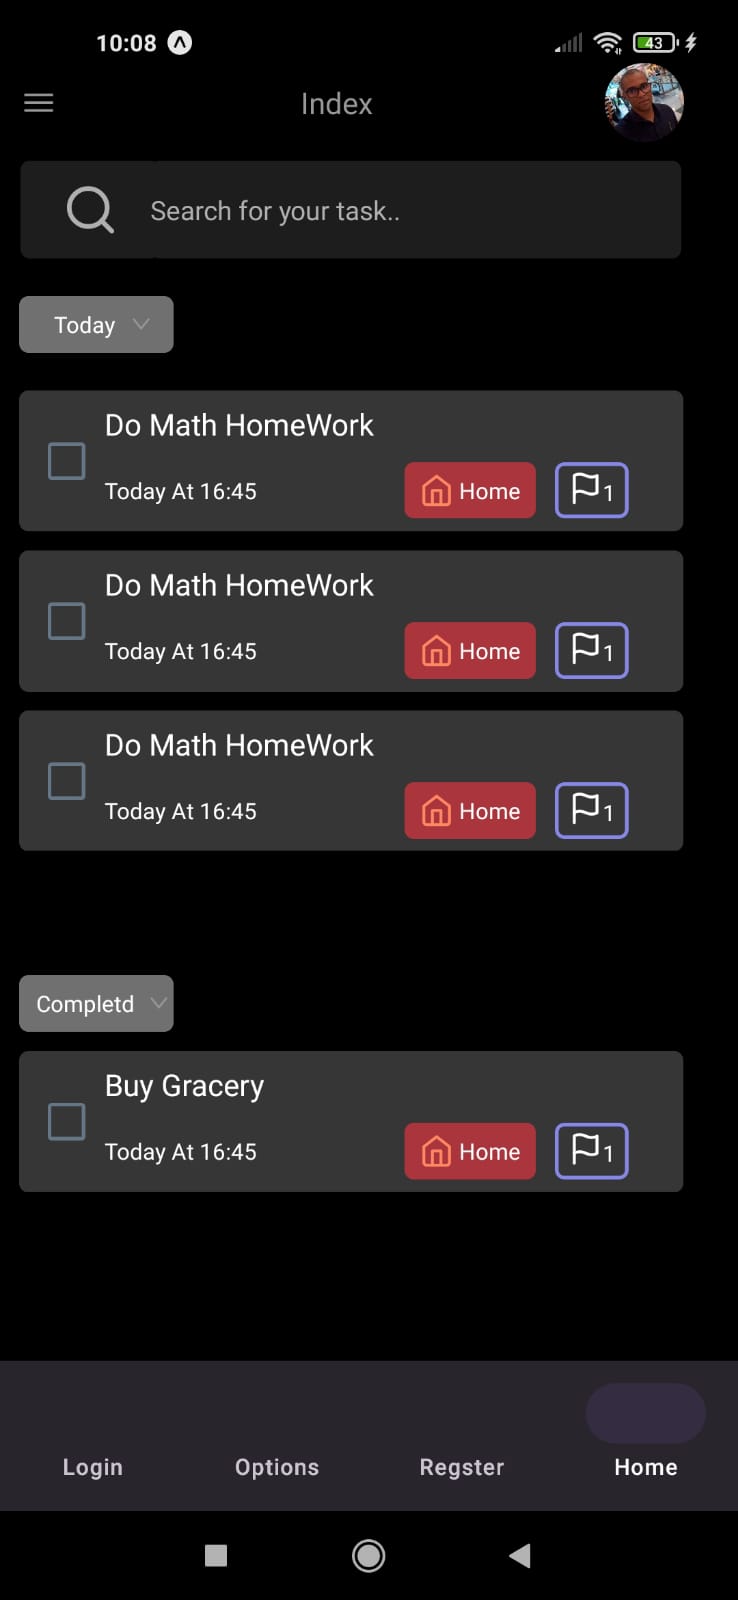 10:08 43
Index
Search for your task..
Today
Do Math HomeWork
Today At 16:45 Home 1
Do Math HomeWork
Today At 16:45 Home 1
Do Math HomeWork
Today At 16:45 Home 1
Completd
Buy Gracery
Today At 16:45 Home 1
Login Options Regster Home